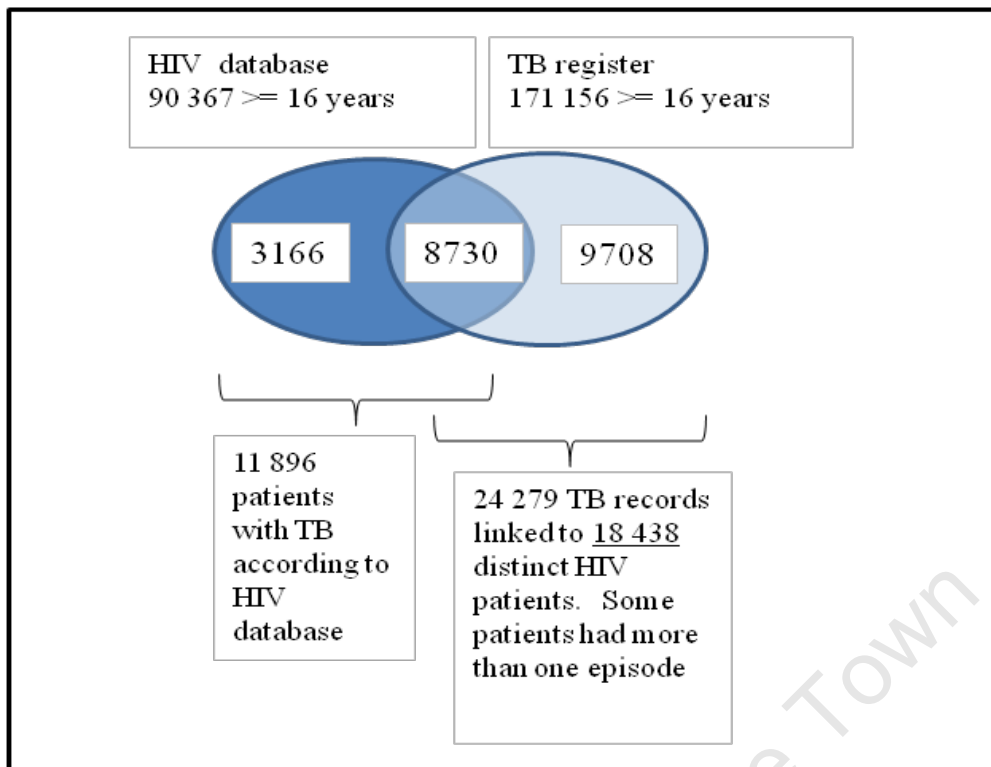 HIV database
90 367 >= 16 years
TB register
171 156 >= 16 years
3166
8730
9708
11 896
patients
with TB
according to
HIV
database
24 279 TB records
linked to 18 438
distinct HIV
patients. Some
patients had more
than one episode
Town